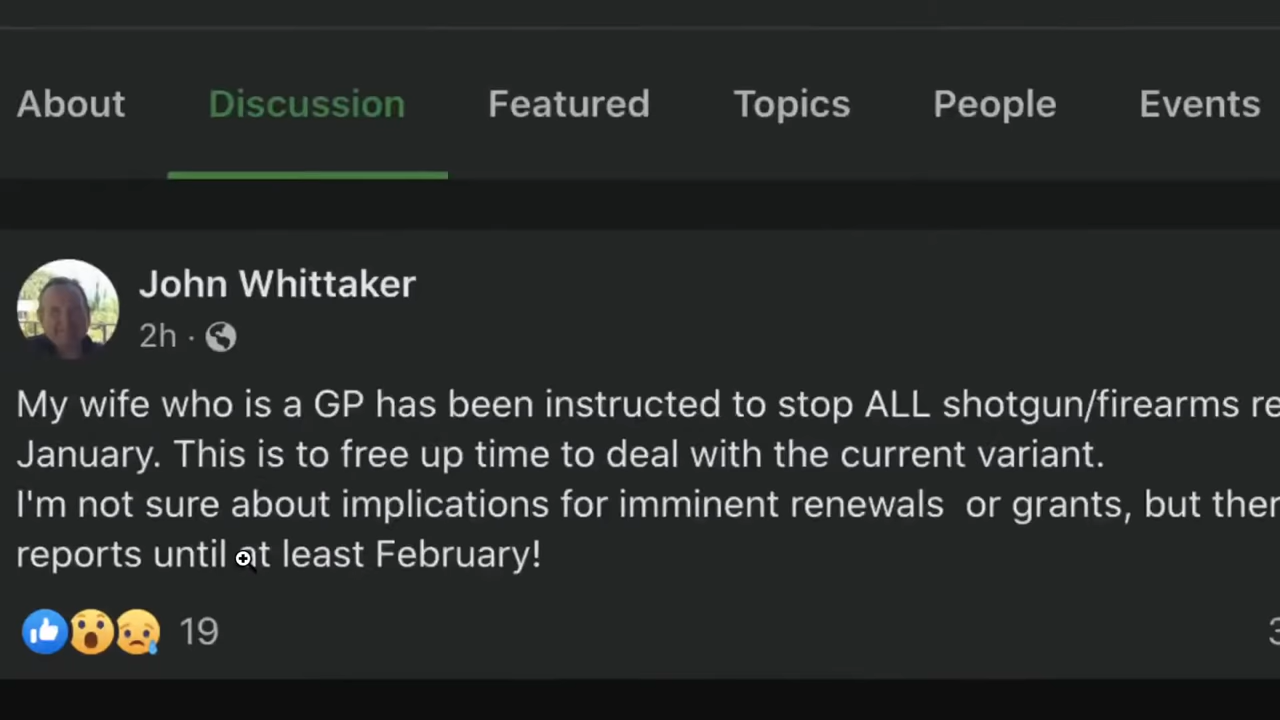 About Discussion Featured Topics People Events
John Whittaker
2h ·
My wife who is a GP has been instructed to stop ALL shotgun/firearms
January. This is to free up time to deal with the current variant.
I'm not sure about implications for imminent renewals or grants, but
reports until at least February!
19